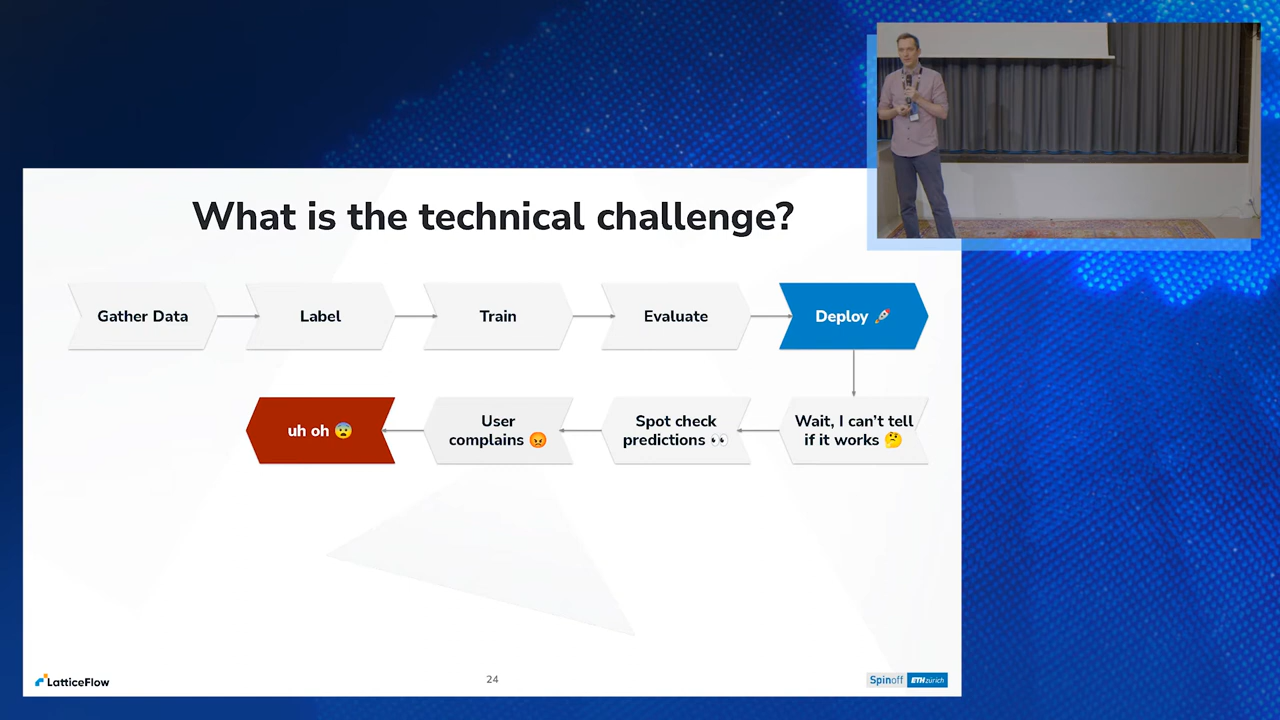 What is the technical challenge?
Gather Data
Label
Train
Evaluate
Deploy 🚀
Wait, I can’t tell
if it works 🤔
Spot check
predictions 👀
User
complains 😡
uh oh 😨
LatticeFlow
24
Spinoff ETH zürich